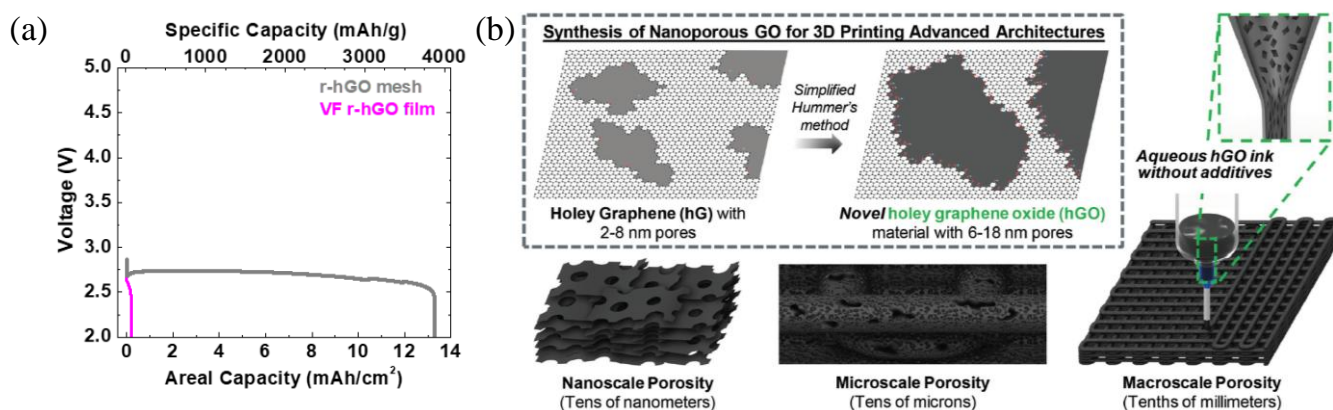 (a)
Specific Capacity (mAh/g)
0 1000 2000 3000 4000
5.0
4.5
4.0
3.5
3.0
2.5
2.0
Voltage (V)
r-hGO mesh
VF r-hGO film
0 2 4 6 8 10 12 14
Areal Capacity (mAh/cm²)
(b)
Synthesis of Nanoporous GO for 3D Printing Advanced Architectures
Simplified
Hummer's
method
Holey Graphene (hG) with
2-8 nm pores
Novel holey graphene oxide (hGO)
material with 6-18 nm pores
Aqueous hGO ink
without additives
Nanoscale Porosity
(Tens of nanometers)
Microscale Porosity
(Tens of microns)
Macroscale Porosity
(Tenths of millimeters)